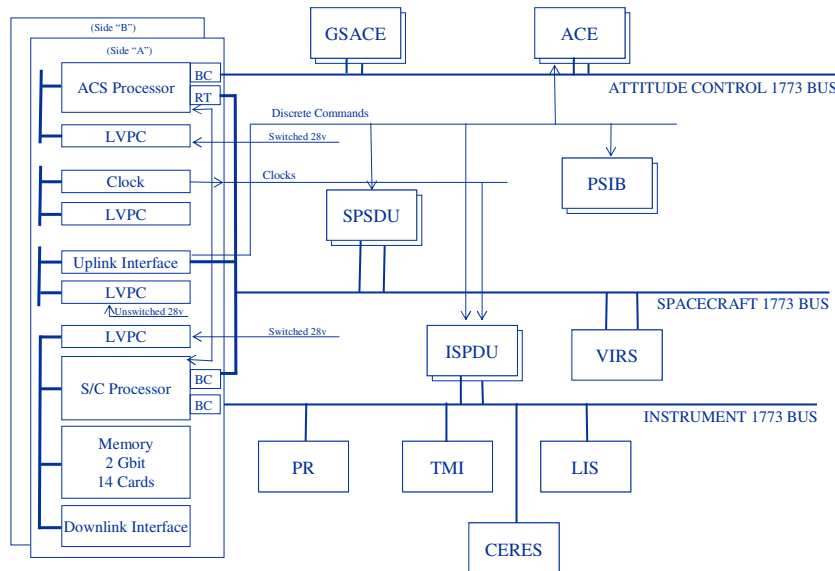 (Side “B”)
(Side “A”)
GSACE
ACE
ACS Processor
BC
RT
ATTITUDE CONTROL 1773 BUS
Discrete Commands
LVPC
Switched 28v
Clock
Clocks
PSIB
LVPC
SPSDU
Uplink Interface
LVPC
SPACECRAFT 1773 BUS
Unswitched 28v
LVPC
Switched 28v
ISPDU
VIRS
S/C Processor
BC
BC
INSTRUMENT 1773 BUS
Memory
2 Gbit
14 Cards
PR
TMI
LIS
Downlink Interface
CERES